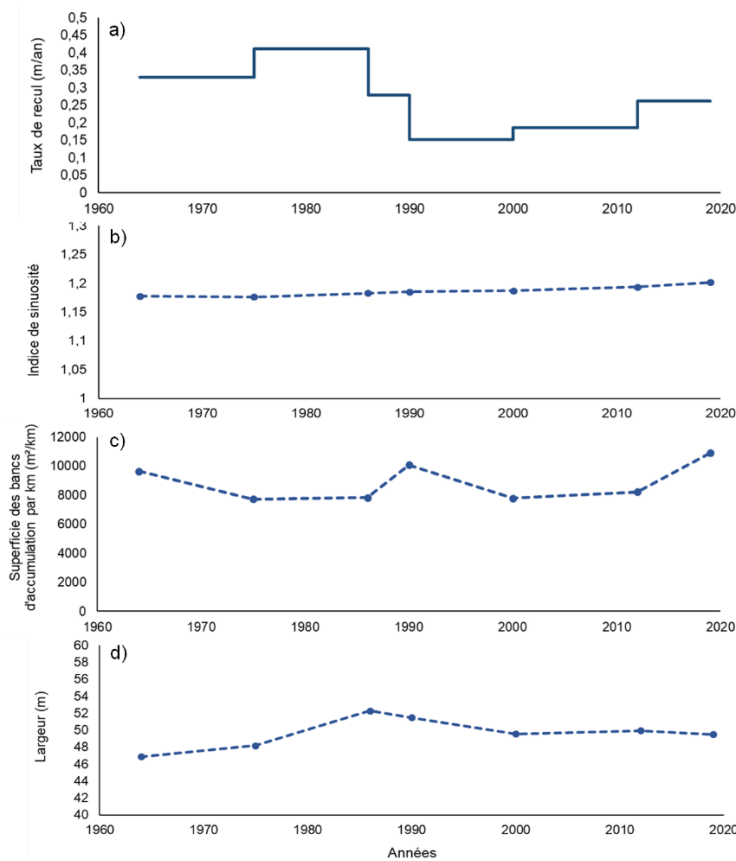 a)
Taux de recul (m/an)
0,5
0,45
0,4
0,35
0,3
0,25
0,2
0,15
0,1
0,05
0
1960 1970 1980 1990 2000 2010 2020
b)
Indice de sinuosité
1,3
1,25
1,2
1,15
1,1
1,05
1
1960 1970 1980 1990 2000 2010 2020
c)
Superficie des bancs
d'accumulation par km (m²/km)
12000
10000
8000
6000
4000
2000
0
1960 1970 1980 1990 2000 2010 2020
d)
Largeur (m)
60
58
56
54
52
50
48
46
44
42
40
1960 1970 1980 1990 2000 2010 2020
Années